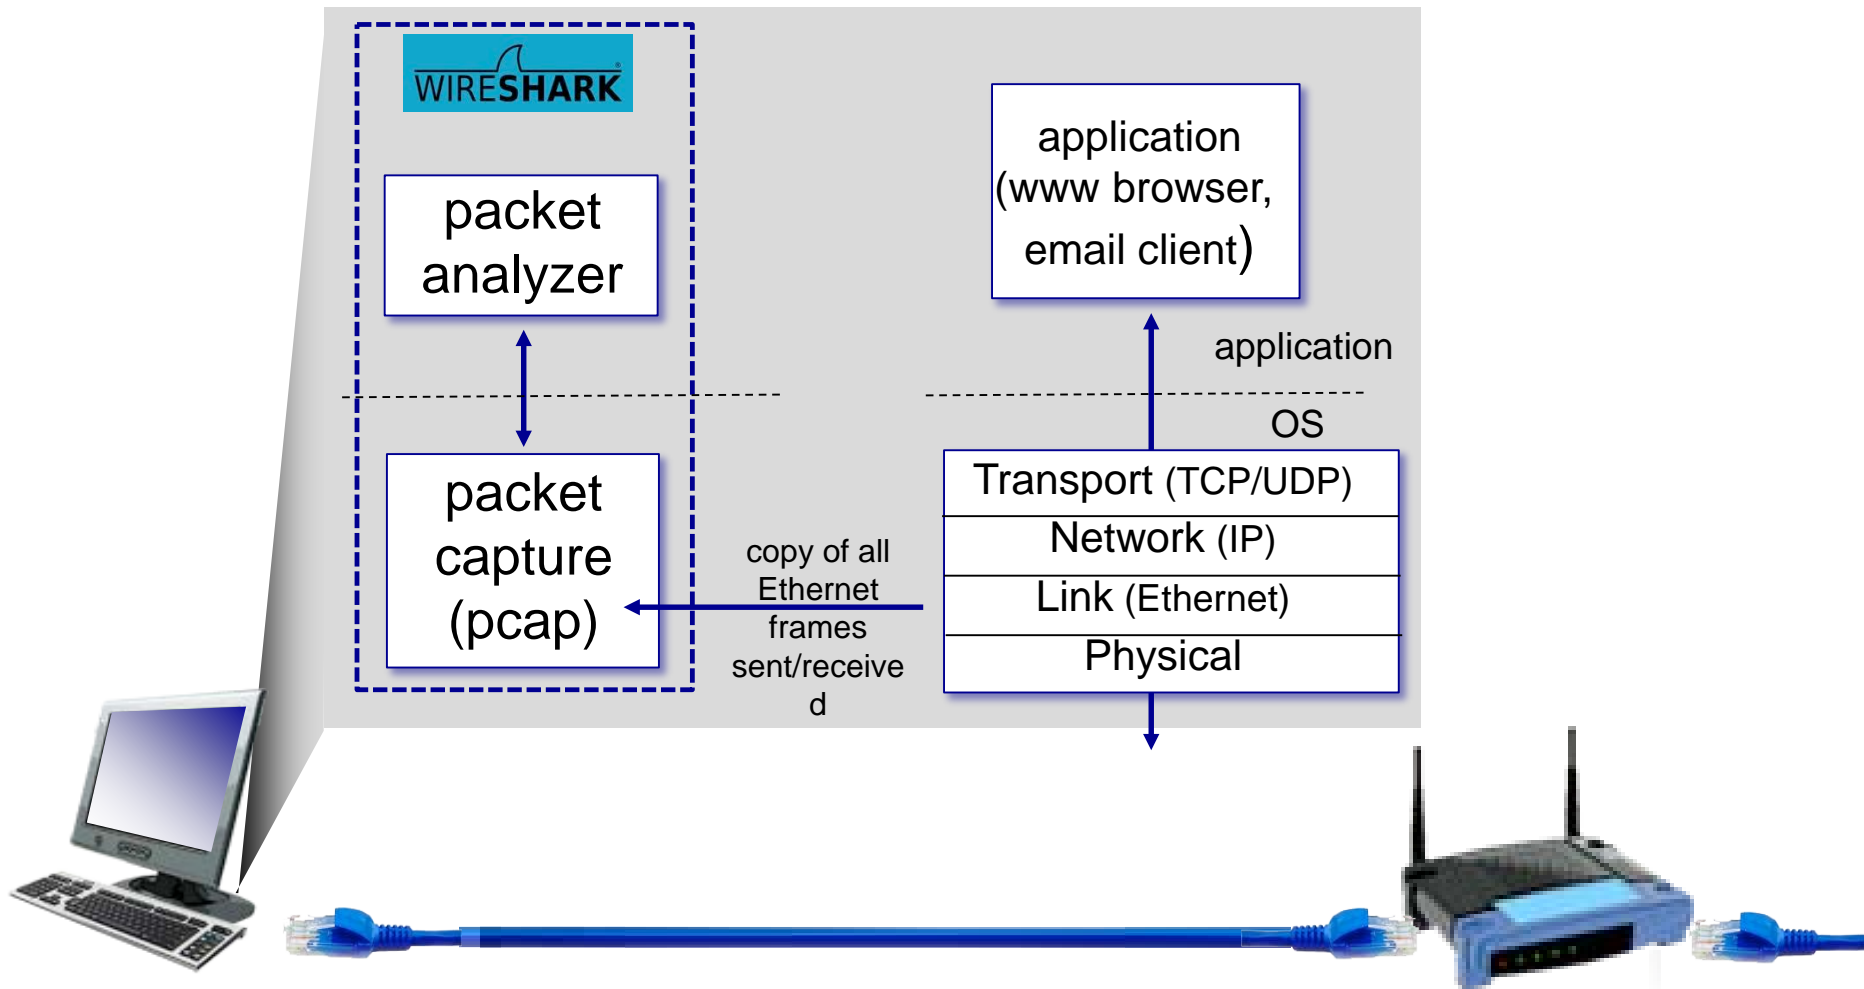 WIRESHARK
packet
analyzer
packet
capture
(pcap)
copy of all
Ethernet
frames
sent/receive
d
application
(www browser,
email client)
application
OS
Transport (TCP/UDP)
Network (IP)
Link (Ethernet)
Physical